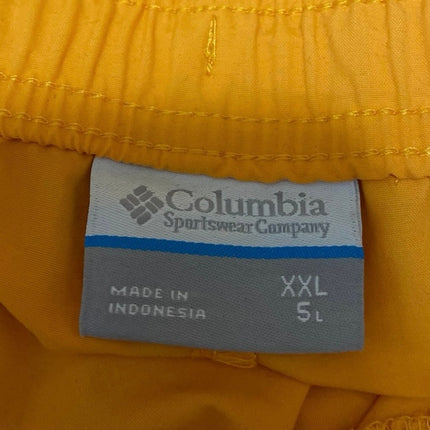 Columbia
Sportswear Company
MADE IN
INDONESIA
XXL
5L